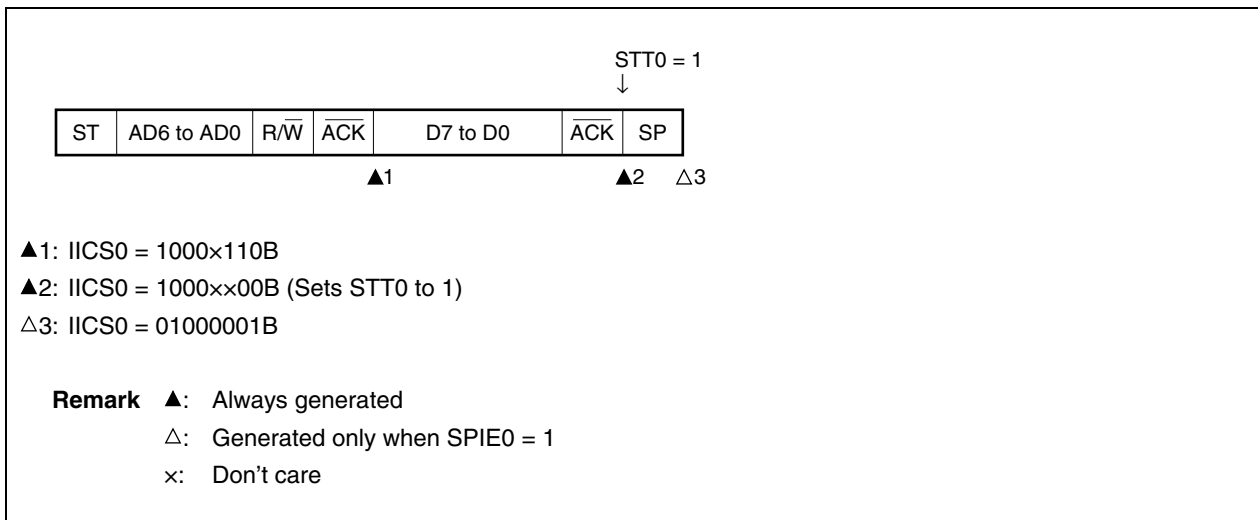 STT0 = 1
↓
ST AD6 to AD0 R/W̅ A̅C̅K̅ D7 to D0 A̅C̅K̅ SP
▲1 ▲2 △3
▲1: IICS0 = 1000×110B
▲2: IICS0 = 1000××00B (Sets STT0 to 1)
△3: IICS0 = 01000001B
Remark ▲: Always generated
△: Generated only when SPIE0 = 1
×: Don't care